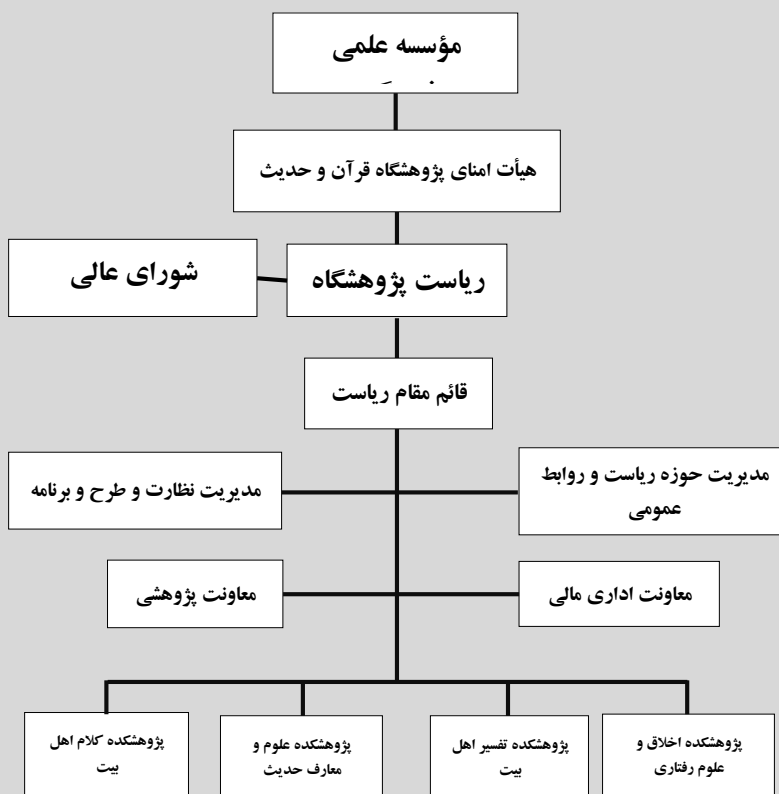 مؤسسه علمی
هیأت امنای پژوهشگاه قرآن و حدیث
ریاست پژوهشگاه
شورای عالی
قائم مقام ریاست
مدیریت حوزه ریاست و روابط
عمومی
مدیریت نظارت و طرح و برنامه
معاونت اداری مالی
معاونت پژوهشی
پژوهشکده اخلاق و
علوم رفتاری
پژوهشکده تفسیر اهل
بیت
پژوهشکده علوم و
معارف حدیث
پژوهشکده کلام اهل
بیت